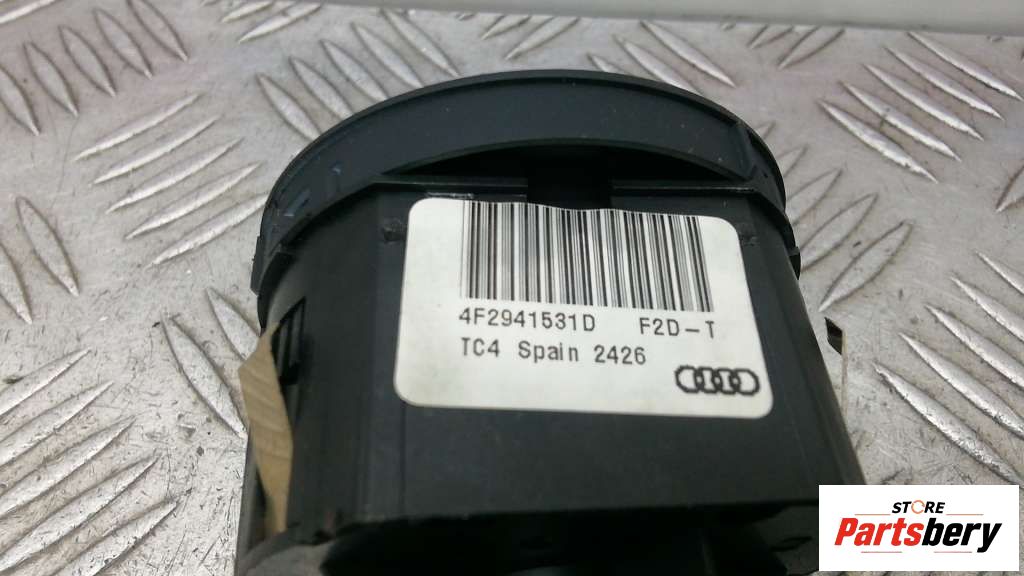 4F2941531D F2D-T
TC4 Spain 2426
STORE
Partsbery